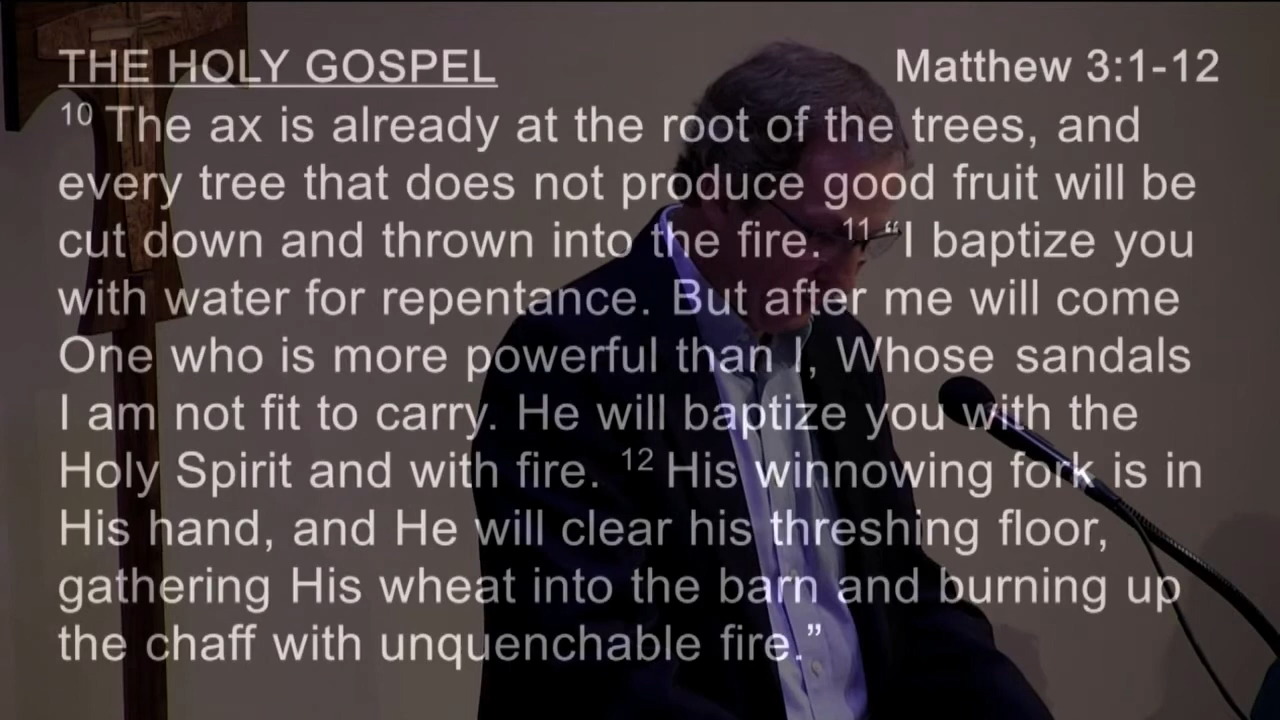 THE HOLY GOSPEL Matthew 3:1-12
10 The ax is already at the root of the trees, and
every tree that does not produce good fruit will be
cut down and thrown into the fire. 11 “I baptize you
with water for repentance. But after me will come
One who is more powerful than I, Whose sandals
I am not fit to carry. He will baptize you with the
Holy Spirit and with fire. 12 His winnowing fork is in
His hand, and He will clear his threshing floor,
gathering His wheat into the barn and burning up
the chaff with unquenchable fire.”